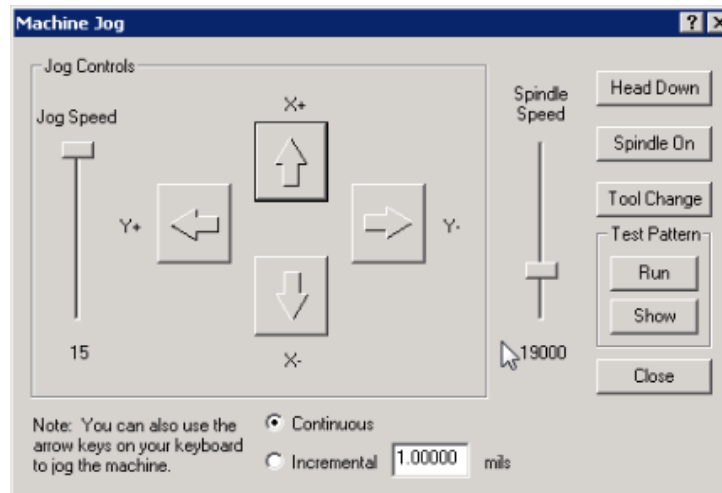 Machine Jog
Jog Controls
Jog Speed
15
X+
Y+
Y-
X-
Spindle
Speed
19000
Head Down
Spindle On
Tool Change
Test Pattern
Run
Show
Close
Note: You can also use the
arrow keys on your keyboard
to jog the machine.
Continuous
Incremental 1.00000 mils